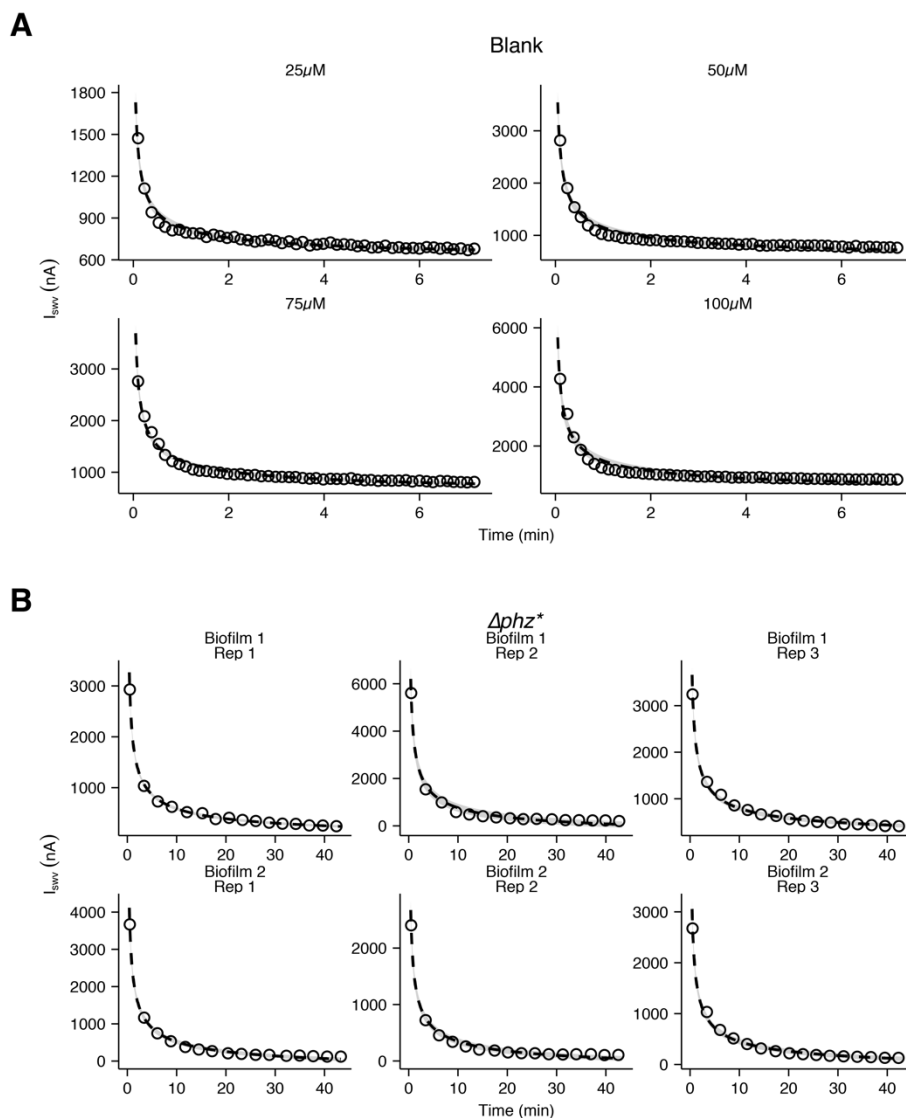 A
Blank
25µM
50µM
1800
1500
1200
900
600
0 2 4 6
3000
2000
1000
0
0 2 4 6
I_swv (nA)
75µM
100µM
3000
2000
1000
0 2 4 6
6000
4000
2000
0 2 4 6
Time (min)
B
Δphz*
Biofilm 1
Rep 1
Biofilm 1
Rep 2
Biofilm 1
Rep 3
3000
2000
1000
0 10 20 30 40
6000
4000
2000
0
0 10 20 30 40
3000
2000
1000
0 10 20 30 40
I_swv (nA)
Biofilm 2
Rep 1
Biofilm 2
Rep 2
Biofilm 2
Rep 3
4000
3000
2000
1000
0
0 10 20 30 40
2000
1000
0
0 10 20 30 40
3000
2000
1000
0
0 10 20 30 40
Time (min)